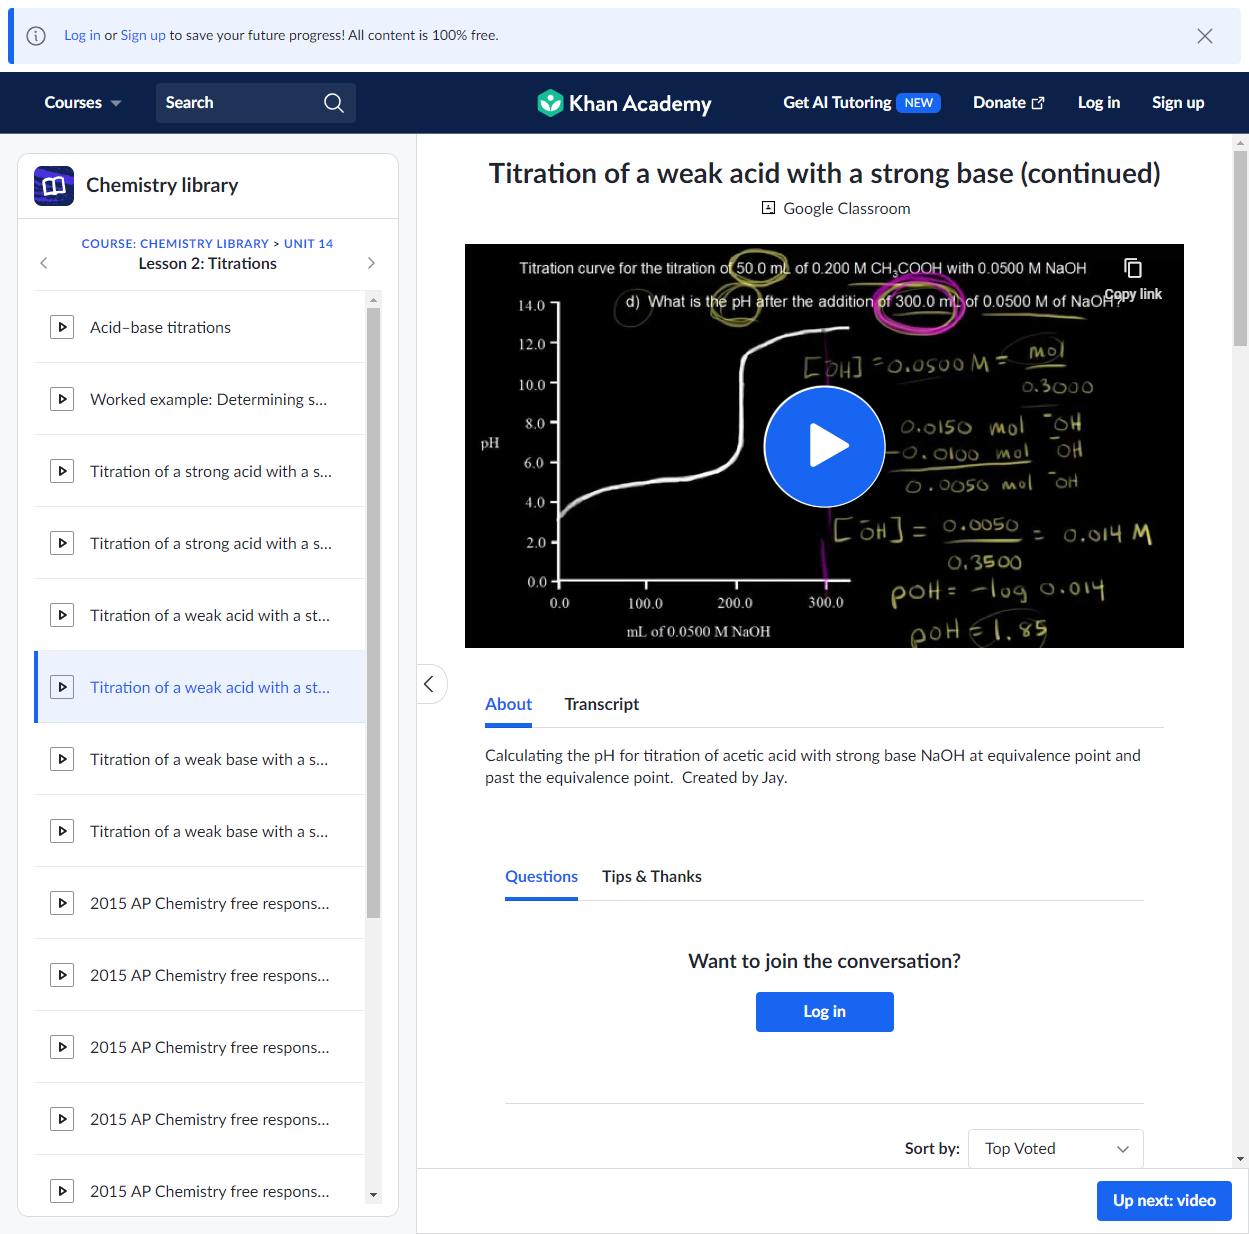 Log in or Sign up to save your future progress! All content is 100% free.
Courses
Search
Khan Academy
Get AI Tutoring NEW
Donate
Log in
Sign up
Chemistry library
COURSE: CHEMISTRY LIBRARY > UNIT 14
Lesson 2: Titrations
Acid–base titrations
Worked example: Determining s...
Titration of a strong acid with a s...
Titration of a strong acid with a s...
Titration of a weak acid with a st...
Titration of a weak acid with a st...
Titration of a weak base with a s...
Titration of a weak base with a s...
2015 AP Chemistry free respons...
2015 AP Chemistry free respons...
2015 AP Chemistry free respons...
2015 AP Chemistry free respons...
2015 AP Chemistry free respons...
Titration of a weak acid with a strong base (continued)
Google Classroom
Titration curve for the titration of 50.0 mL of 0.200 M CH₃COOH with 0.0500 M NaOH
Copy link
d) What is the pH after the addition of 300.0 mL of 0.0500 M of NaOH?
14.0
12.0
10.0
8.0
6.0
4.0
2.0
0.0
pH
0.0 100.0 200.0 300.0
mL of 0.0500 M NaOH
[⁻OH] = 0.0500 M = mol
0.3000
0.0150 mol ⁻OH
-0.0100 mol ⁻OH
0.0050 mol ⁻OH
[⁻OH] = 0.0050 = 0.014 M
0.3500
pOH = -log 0.014
pOH = 1.85
About
Transcript
Calculating the pH for titration of acetic acid with strong base NaOH at equivalence point and
past the equivalence point. Created by Jay.
Questions
Tips & Thanks
Want to join the conversation?
Log in
Sort by: Top Voted
Up next: video